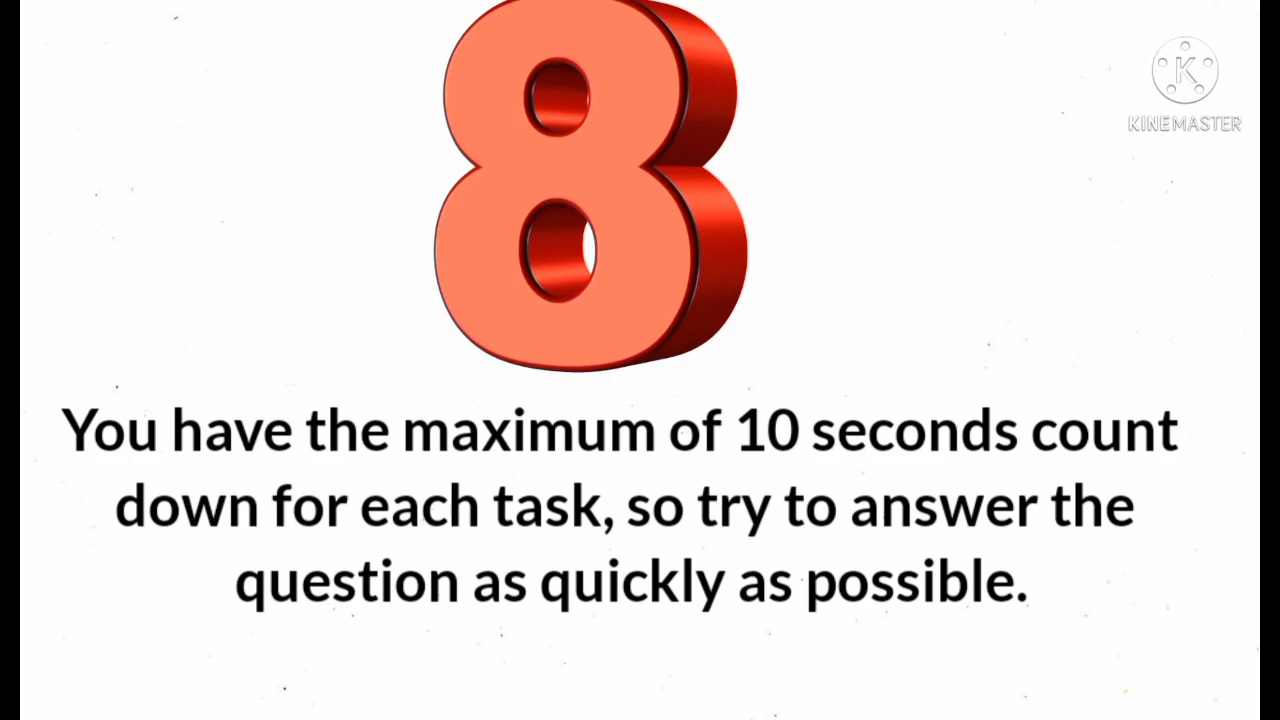 8
K
KINEMASTER
You have the maximum of 10 seconds count
down for each task, so try to answer the
question as quickly as possible.